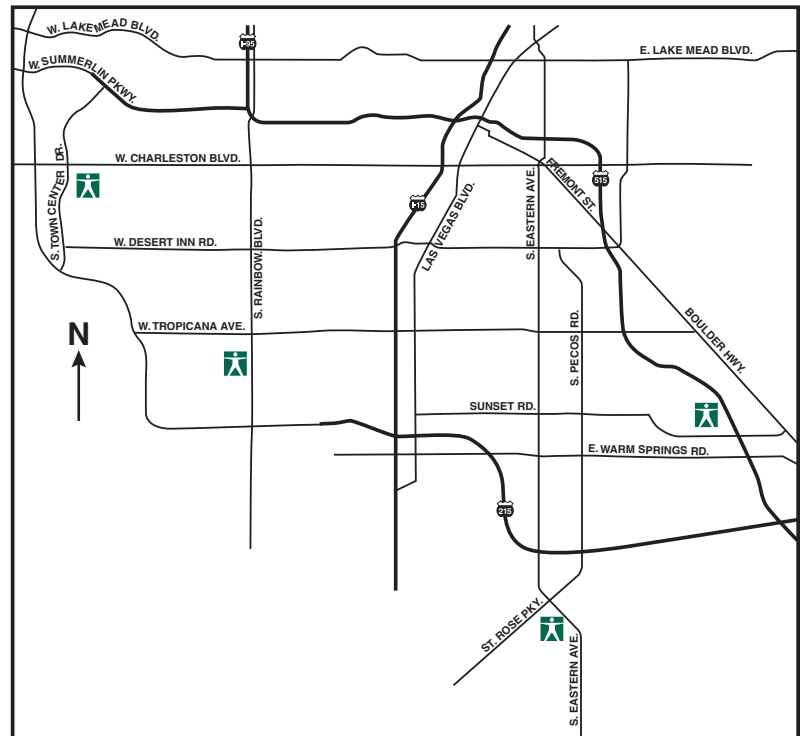 W. LAKEMEAD BLVD.
I-95
E. LAKE MEAD BLVD.
W. SUMMERLIN PKWY.
W. CHARLESTON BLVD.
FREMONT ST.
515
S. TOWN CENTER DR.
I-15
LAS VEGAS BLVD.
S. EASTERN AVE.
W. DESERT INN RD.
S. RAINBOW. BLVD.
N
W. TROPICANA AVE.
S. PECOS RD.
BOULDER HWY.
SUNSET RD.
E. WARM SPRINGS RD.
215
ST. ROSE PKY.
S. EASTERN AVE.